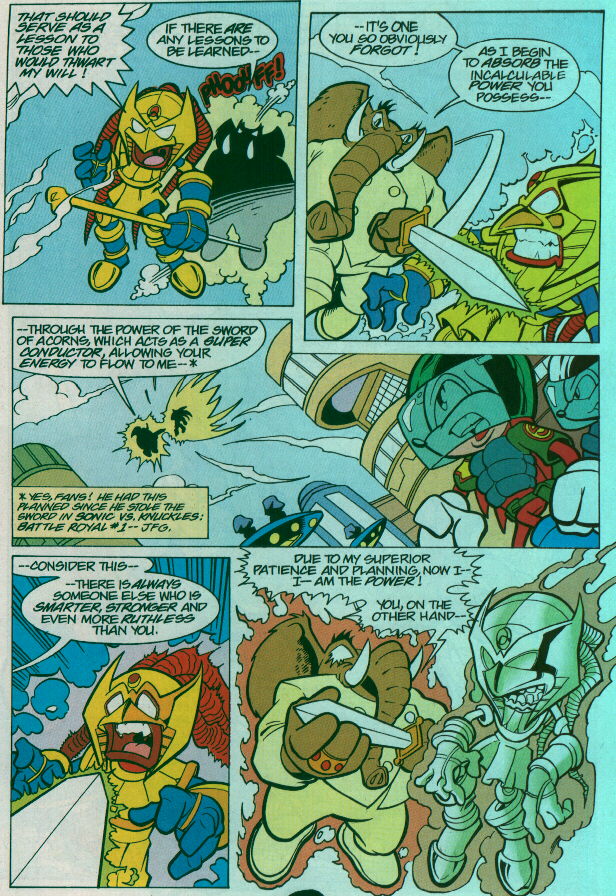 THAT SHOULD
SERVE AS A
LESSON TO
THOSE WHO
WOULD THWART
MY WILL!
IF THERE ARE
ANY LESSONS TO
BE LEARNED--
PHOOHFF!
--IT'S ONE
YOU SO OBVIOUSLY
FORGOT!
AS I BEGIN
TO ABSORB THE
INCALCULABLE
POWER YOU
POSSESS--
--THROUGH THE POWER OF THE SWORD
OF ACORNS, WHICH ACTS AS A SUPER
CONDUCTOR, ALLOWING YOUR
ENERGY TO FLOW TO ME--*
* YES, FANS! HE HAD THIS
PLANNED SINCE HE STOLE THE
SWORD IN SONIC VS. KNUCKLES:
BATTLE ROYAL #1-- JFG.
--CONSIDER THIS--
--THERE IS ALWAYS
SOMEONE ELSE WHO IS
SMARTER, STRONGER AND
EVEN MORE RUTHLESS
THAN YOU.
DUE TO MY SUPERIOR
PATIENCE AND PLANNING, NOW I--
I-- AM THE POWER!
YOU, ON THE
OTHER HAND--